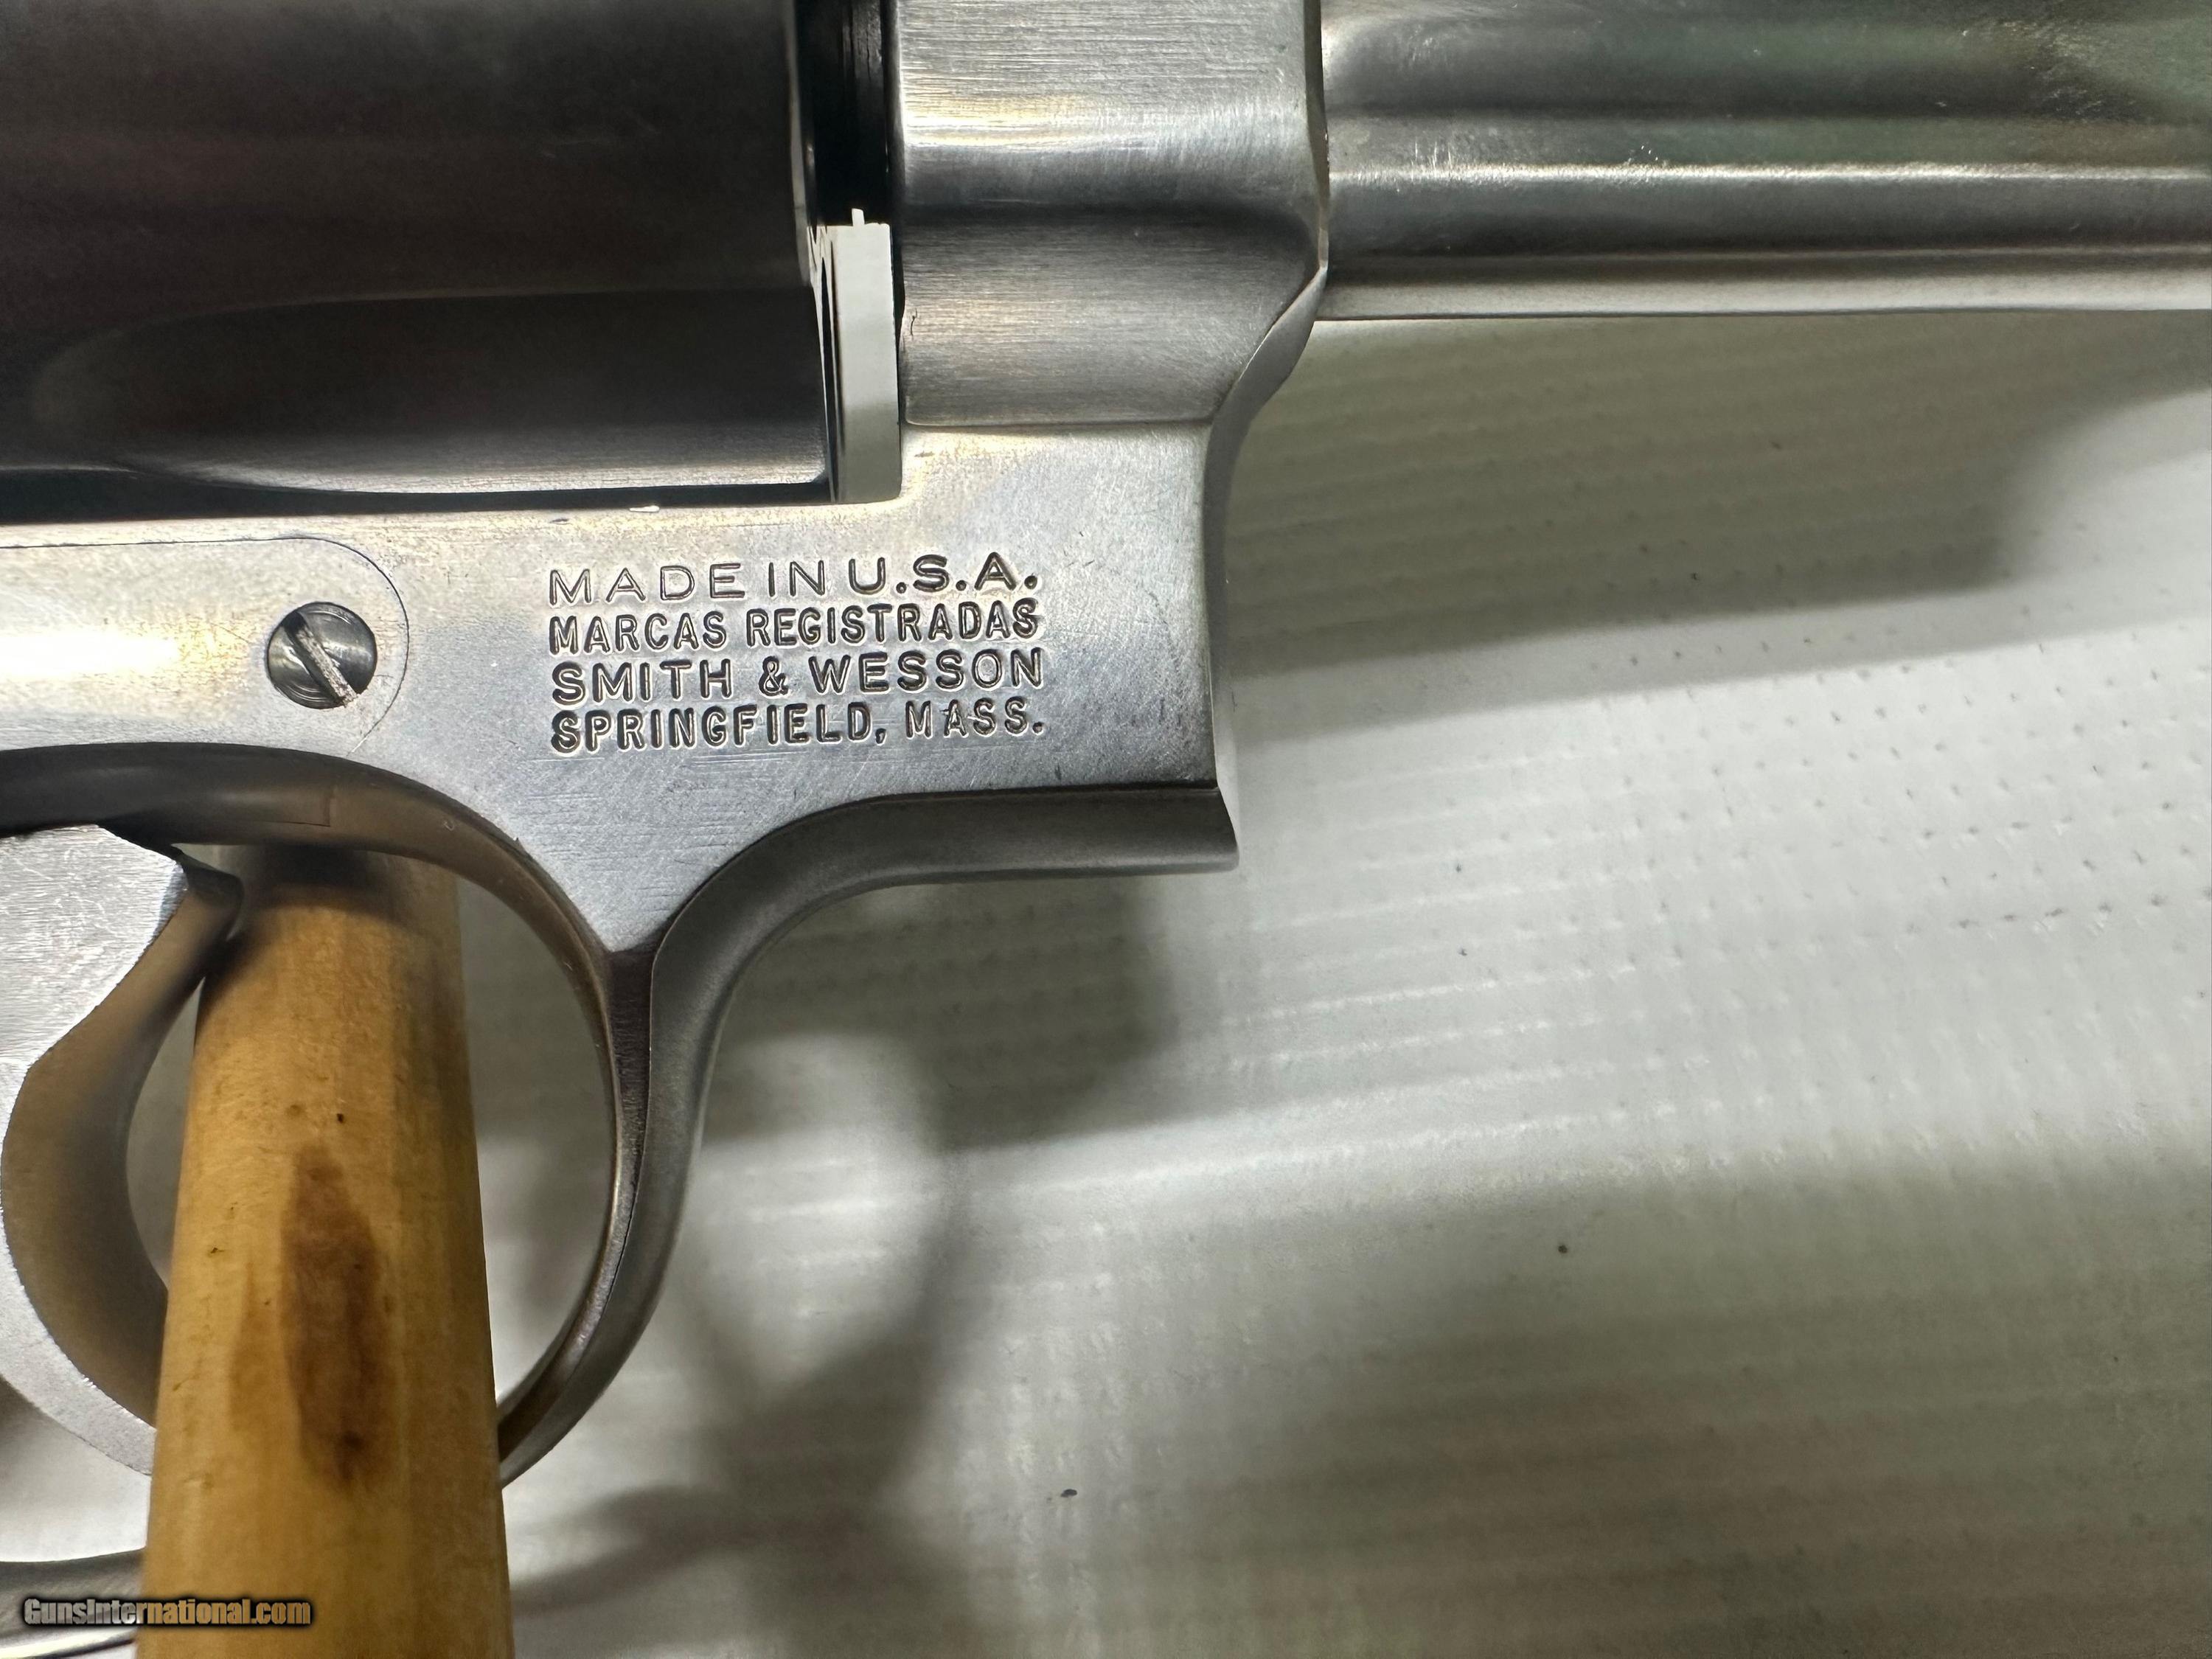 MADE IN U.S.A.
MARCAS REGISTRADAS
SMITH & WESSON
SPRINGFIELD, MASS.
GunsInternational.com